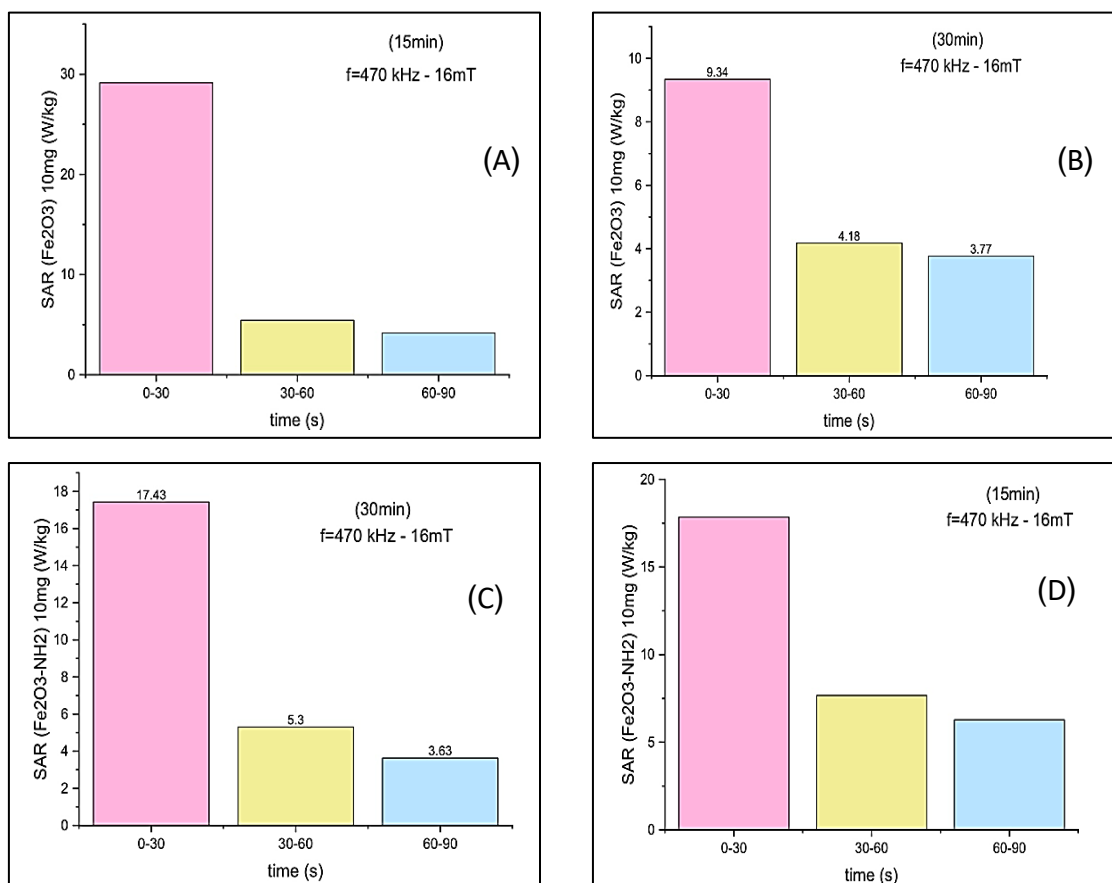 (15min)
f=470 kHz - 16mT
(A)
SAR (Fe2O3) 10mg (W/kg)
30
20
10
0
0-30 30-60 60-90
time (s)
(30min)
f=470 kHz - 16mT
(B)
SAR (Fe2O3) 10mg (W/kg)
10
8
6
4
2
0
9.34
4.18
3.77
0-30 30-60 60-90
time (s)
(30min)
f=470 kHz - 16mT
(C)
SAR (Fe2O3-NH2) 10mg (W/kg)
18
16
14
12
10
8
6
4
2
0
17.43
5.3
3.63
0-30 30-60 60-90
time (s)
(15min)
f=470 kHz - 16mT
(D)
SAR (Fe2O3-NH2) 10mg (W/kg)
20
15
10
5
0
0-30 30-60 60-90
time (s)